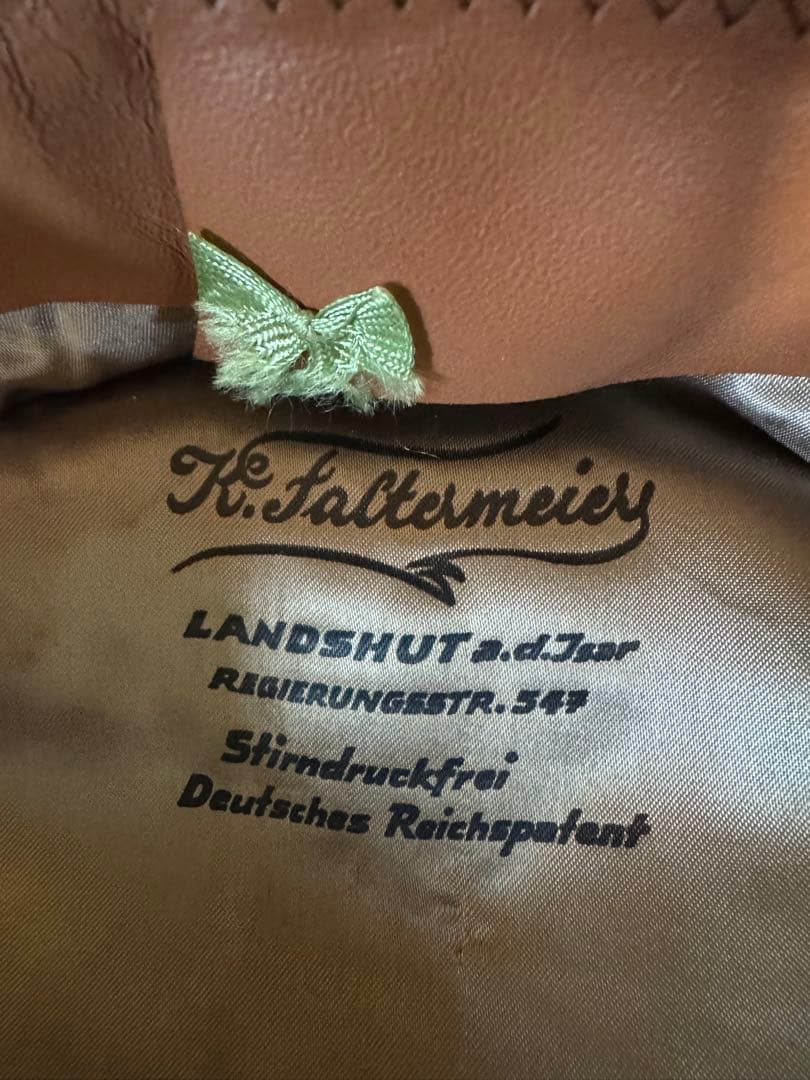 K. Faltermeier
LANDSHUT a.d.Isar
REGIERUNGSSTR. 547
Stirndruckfrei
Deutsches Reichspatent